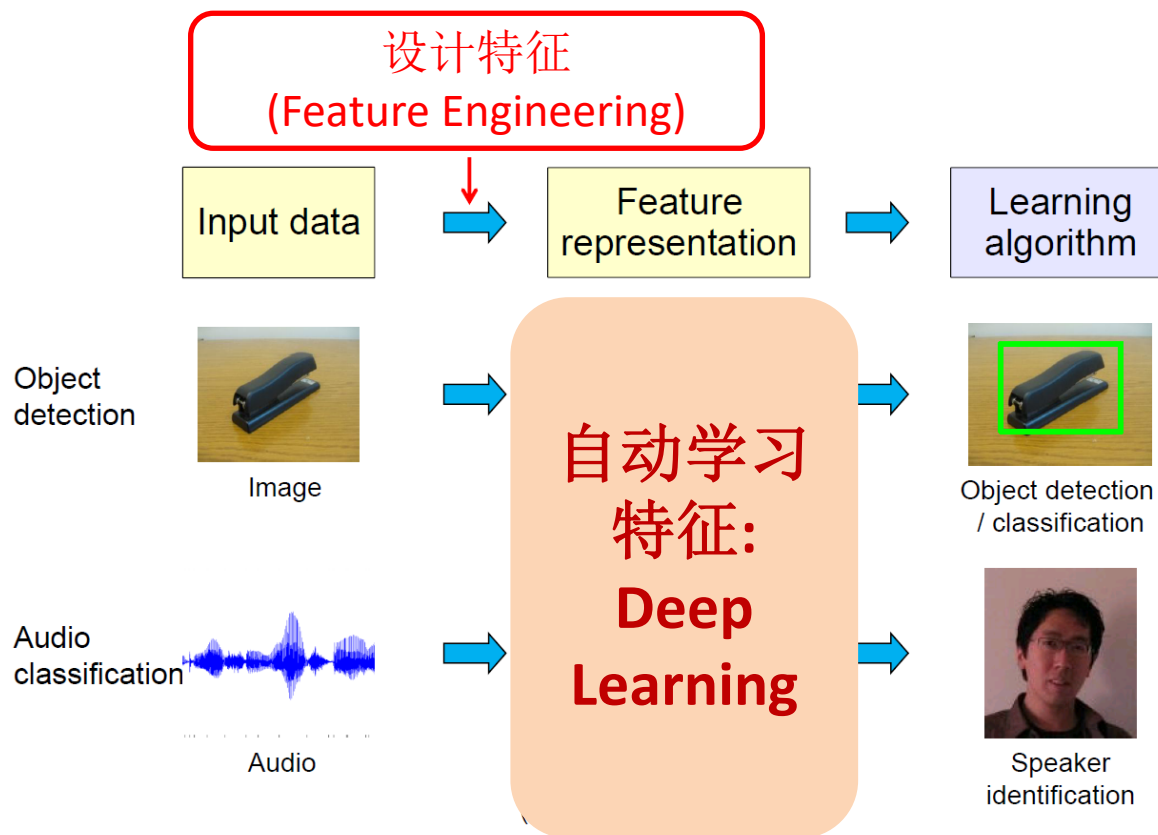 设计特征
(Feature Engineering)
Input data
Feature
representation
Learning
algorithm
Object
detection
Image
自动学习
特征:
Deep
Learning
Object detection
/ classification
Audio
classification
Audio
Speaker
identification